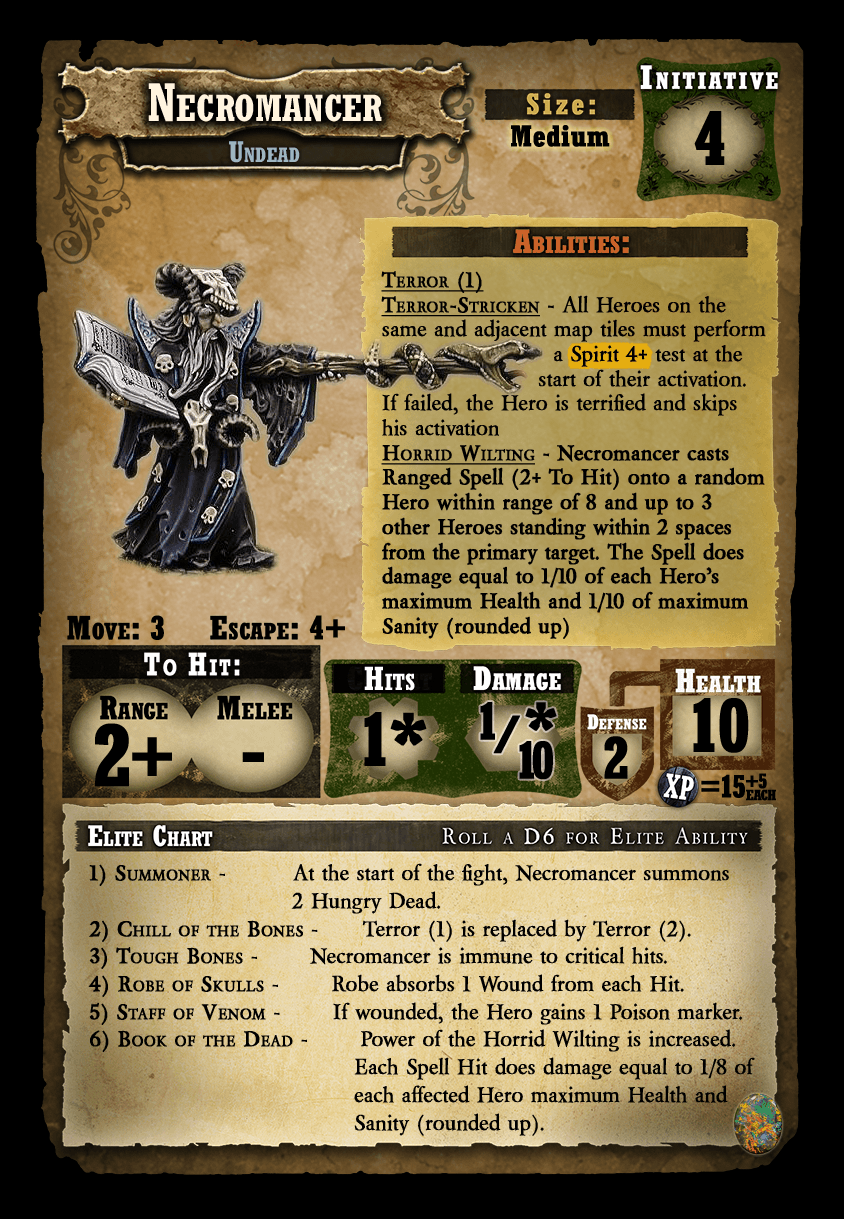 Necromancer
Undead
Size:
Medium
Initiative
4
Abilities:
Terror (1)
Terror-Stricken - All Heroes on the
same and adjacent map tiles must perform
a Spirit 4+ test at the
start of their activation.
If failed, the Hero is terrified and skips
his activation
Horrid Wilting - Necromancer casts
Ranged Spell (2+ To Hit) onto a random
Hero within range of 8 and up to 3
other Heroes standing within 2 spaces
from the primary target. The Spell does
damage equal to 1/10 of each Hero's
maximum Health and 1/10 of maximum
Sanity (rounded up)
Move: 3 Escape: 4+
To Hit:
Range
2+
Melee
-
Hits
1*
Damage
1/10*
Defense
2
Health
10
XP =15 +5 EACH
Elite Chart Roll a D6 for Elite Ability
1) Summoner - At the start of the fight, Necromancer summons
2 Hungry Dead.
2) Chill of the Bones - Terror (1) is replaced by Terror (2).
3) Tough Bones - Necromancer is immune to critical hits.
4) Robe of Skulls - Robe absorbs 1 Wound from each Hit.
5) Staff of Venom - If wounded, the Hero gains 1 Poison marker.
6) Book of the Dead - Power of the Horrid Wilting is increased.
Each Spell Hit does damage equal to 1/8 of
each affected Hero maximum Health and
Sanity (rounded up).